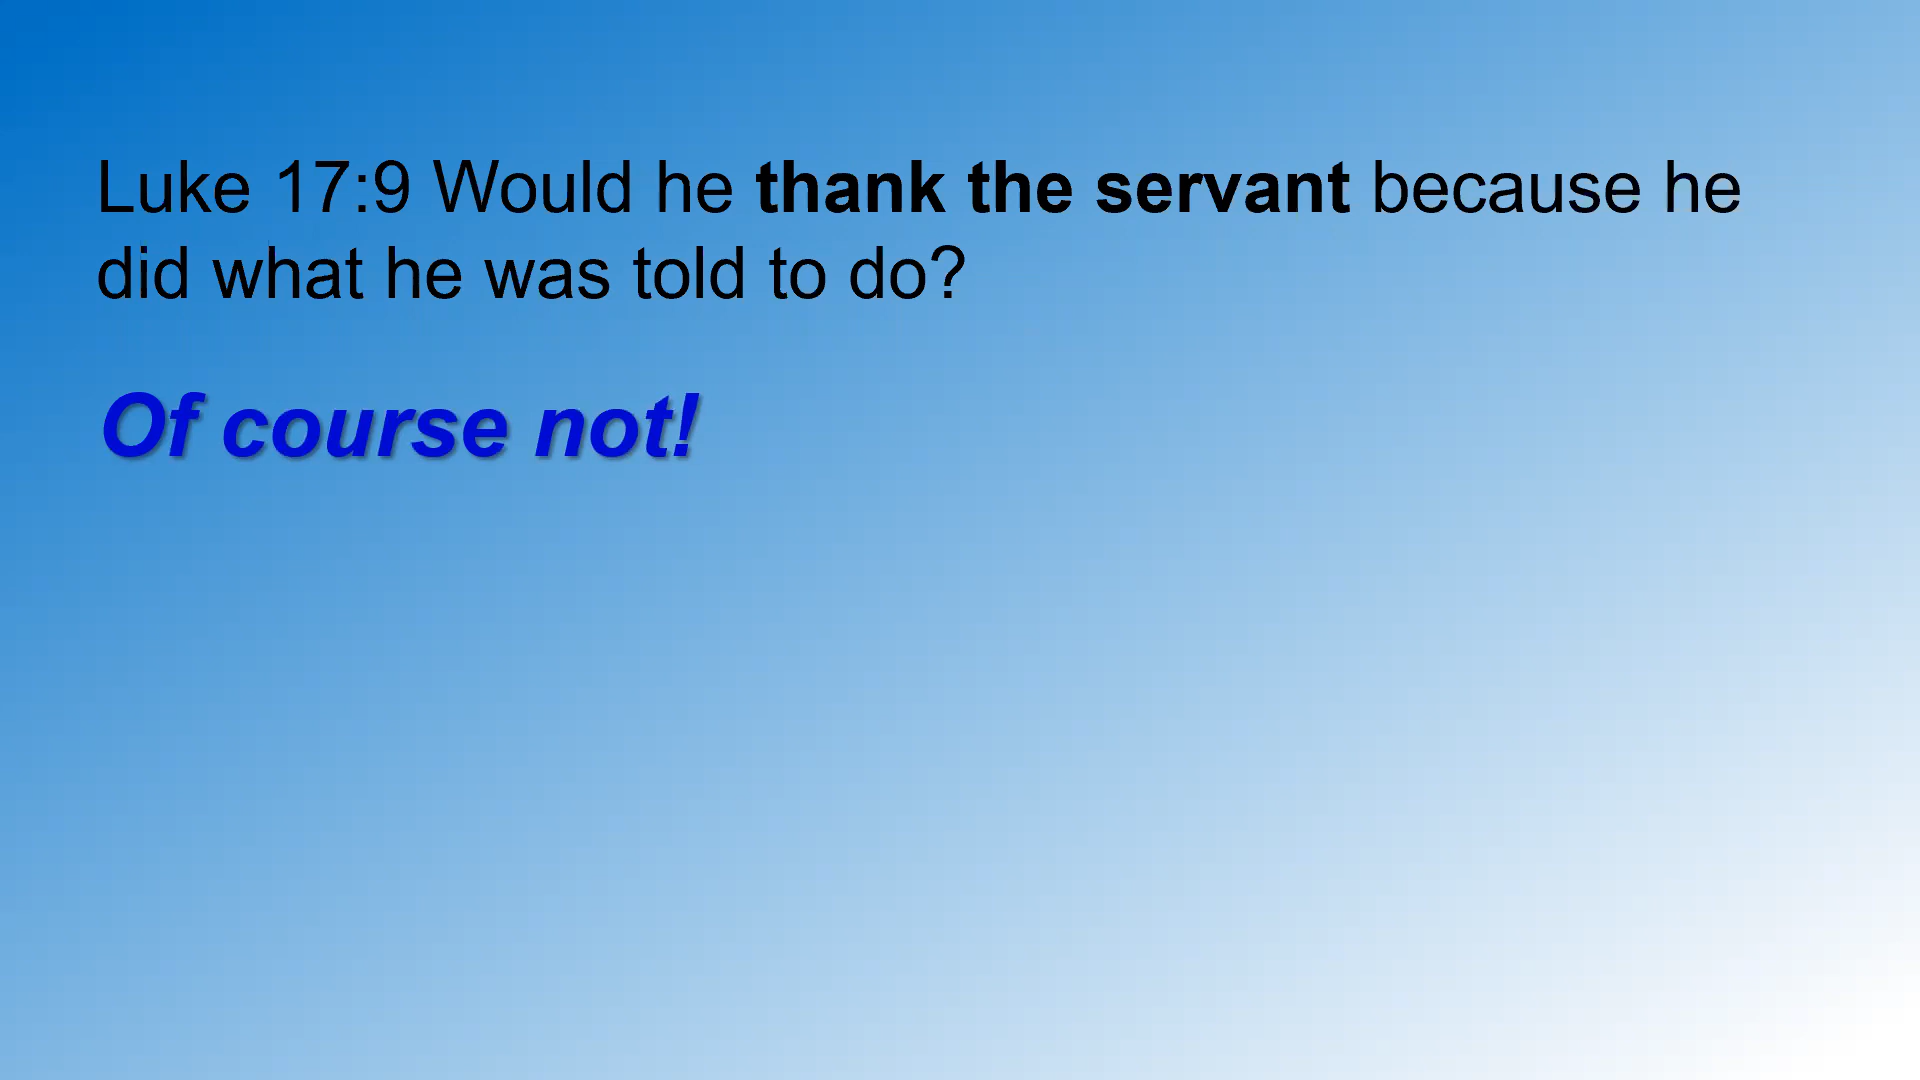 Luke 17:9 Would he thank the servant because he
did what he was told to do?
Of course not!